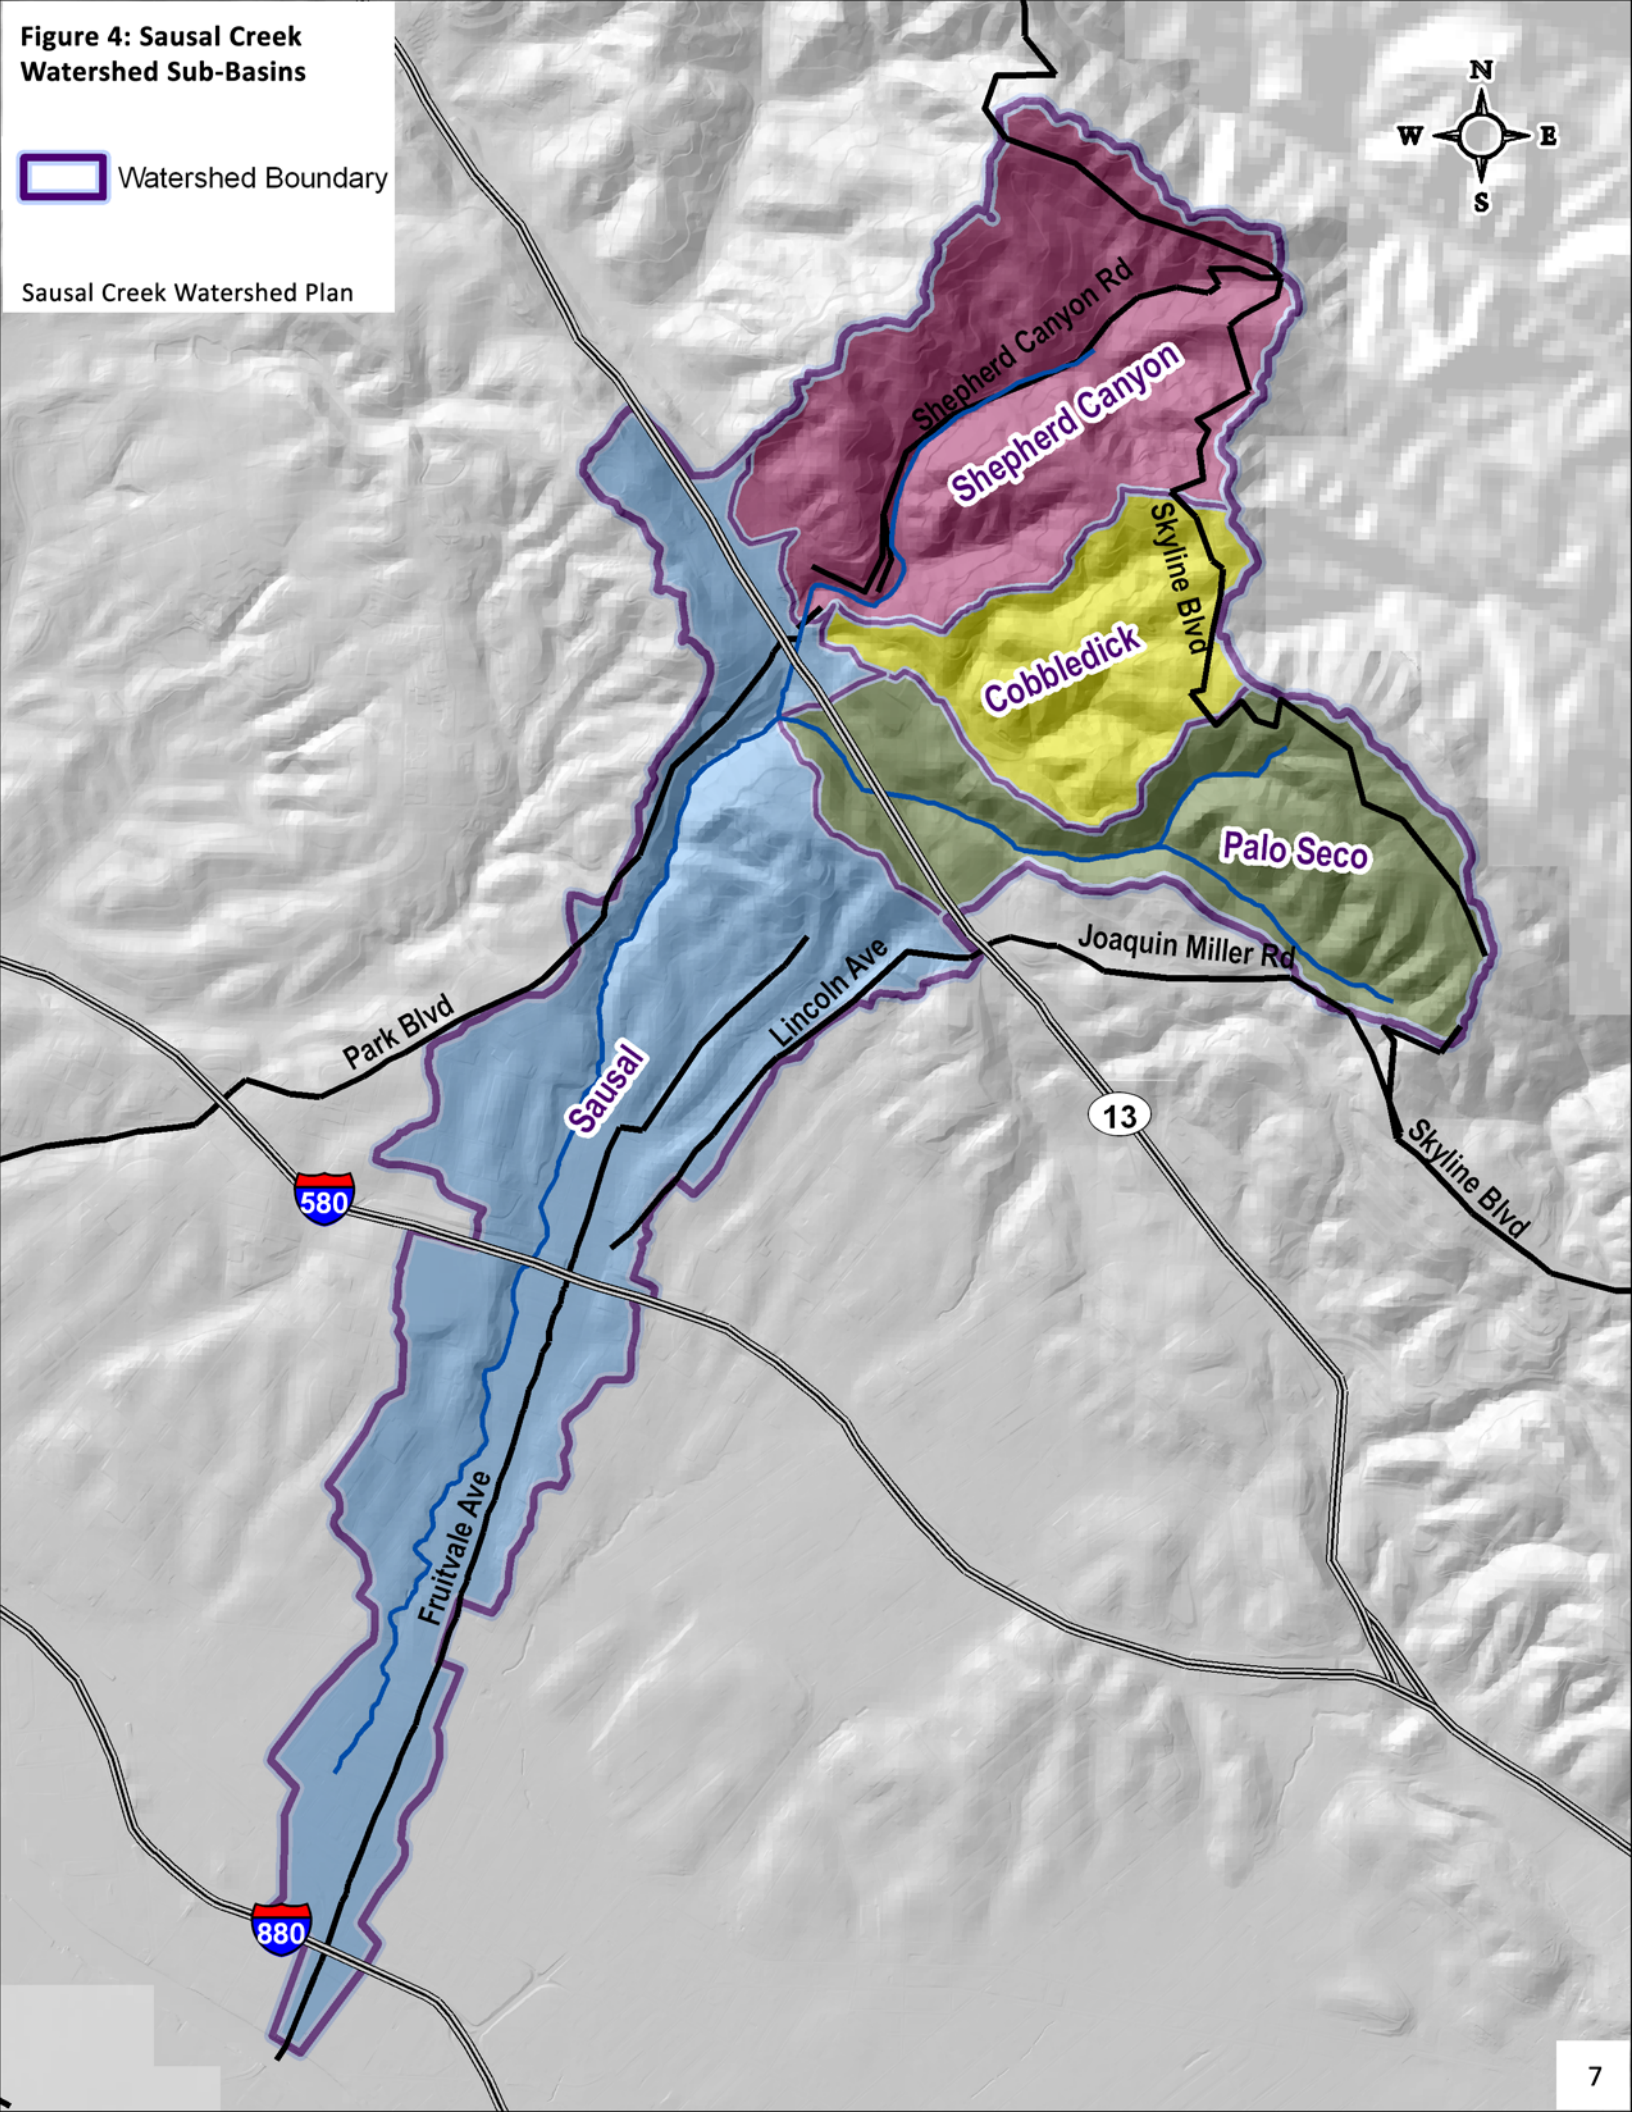 Figure 4: Sausal Creek
Watershed Sub-Basins
Watershed Boundary
Sausal Creek Watershed Plan
N
W
E
S
Shepherd Canyon Rd
Shepherd Canyon
Skyline Blvd
Cobbledick
Palo Seco
Joaquin Miller Rd
Lincoln Ave
Park Blvd
Sausal
13
Skyline Blvd
580
Fruitvale Ave
880
7